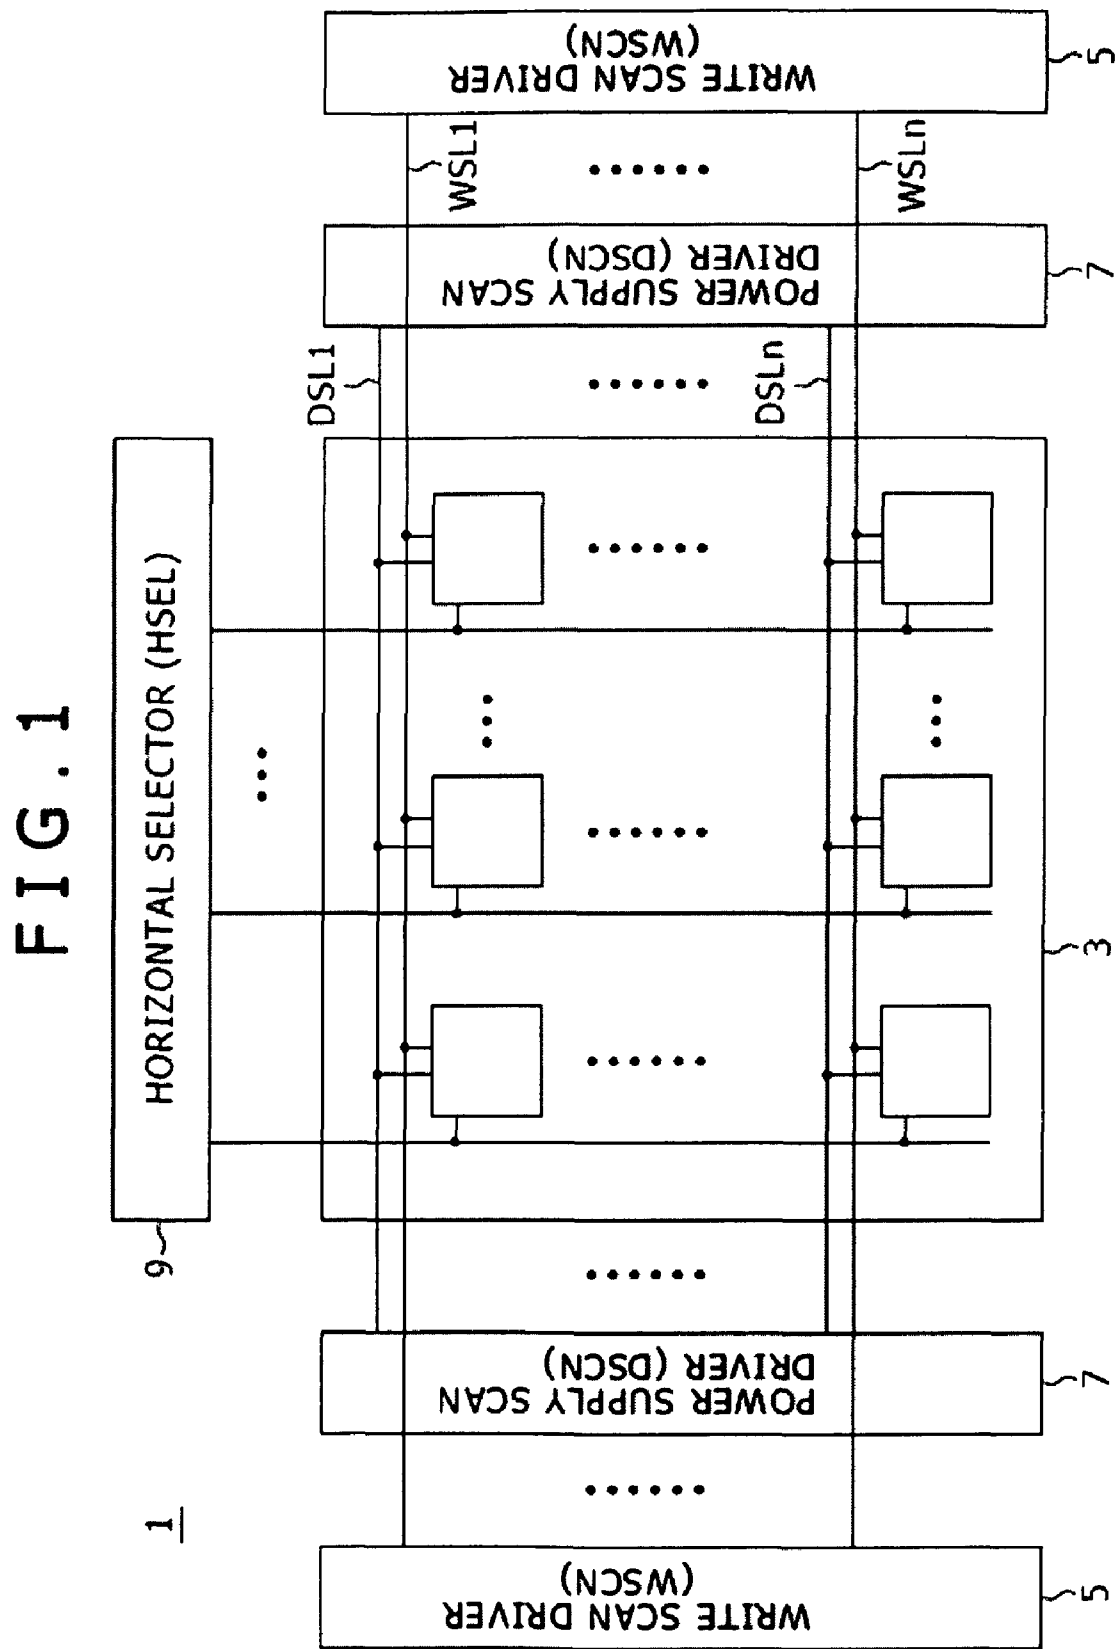 FIG. 1
1
9
HORIZONTAL SELECTOR (HSEL)
WRITE SCAN DRIVER
(WSCN)
5
POWER SUPPLY SCAN
DRIVER (DSCN)
7
3
DSL1
DSLn
POWER SUPPLY SCAN
DRIVER (DSCN)
7
WSL1
WSLn
WRITE SCAN DRIVER
(WSCN)
5